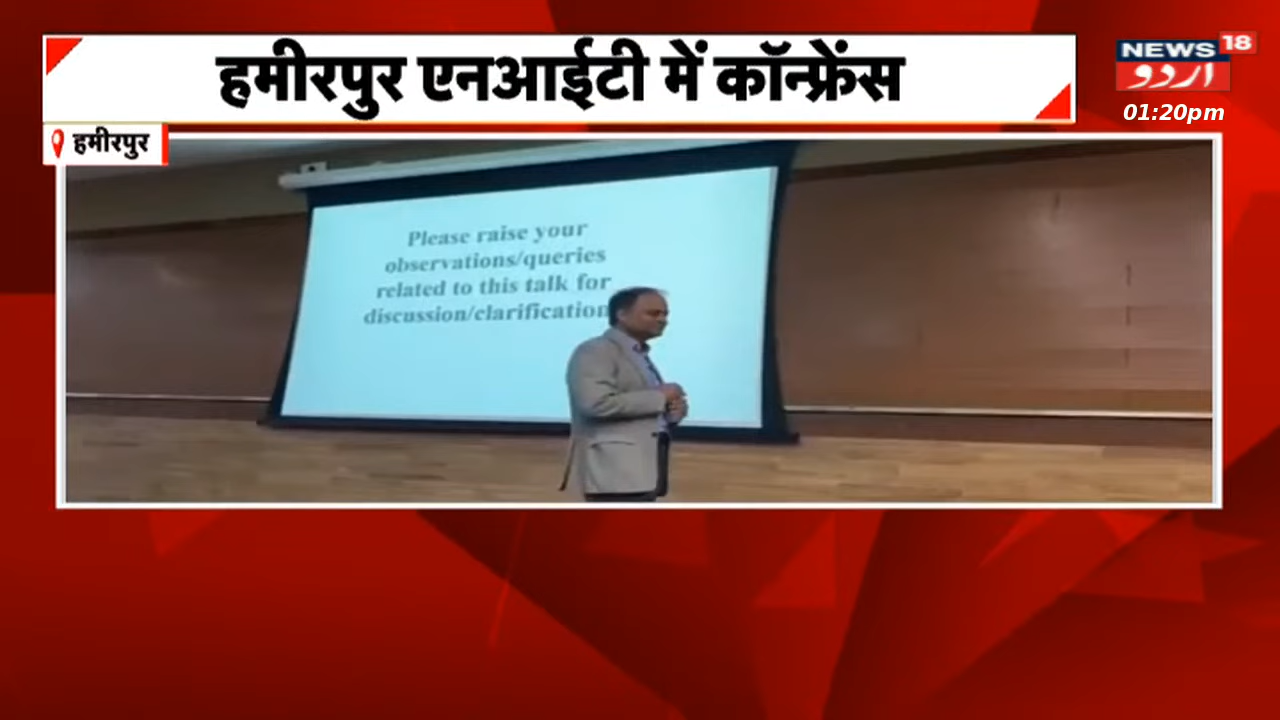 हमीरपुर एनआईटी में कॉन्फ्रेंस
NEWS 18
اردو
01:20pm
हमीरपुर
Please raise your
observations/queries
related to this talk for
discussion/clarification